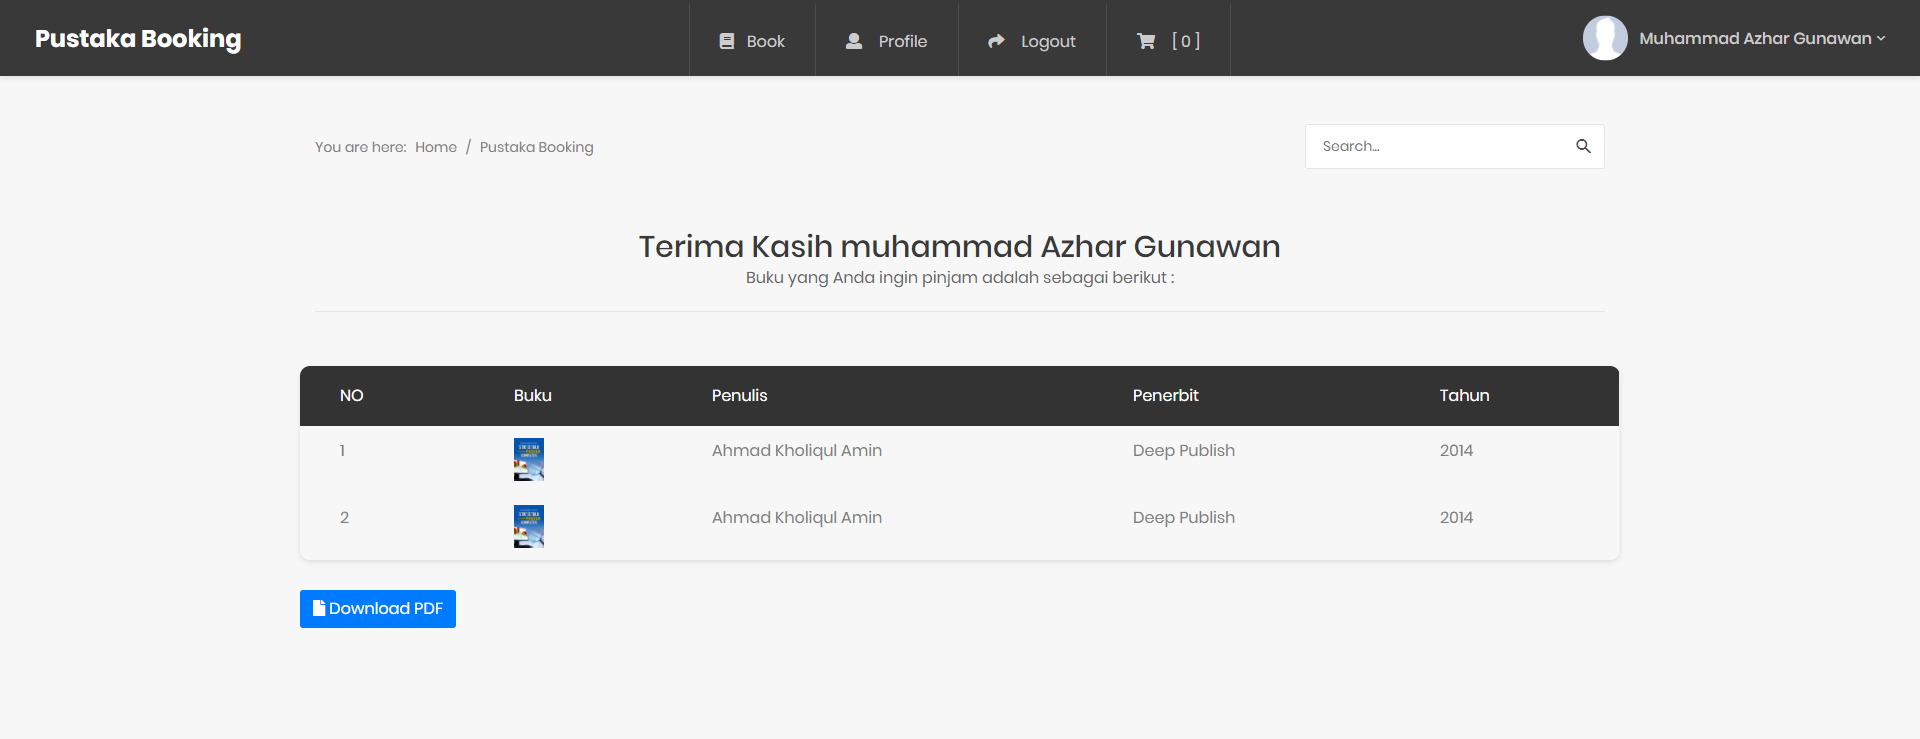 Pustaka Booking
Book
Profile
Logout
[ 0 ]
Muhammad Azhar Gunawan
You are here: Home / Pustaka Booking
Search...
Terima Kasih muhammad Azhar Gunawan
Buku yang Anda ingin pinjam adalah sebagai berikut :
NO Buku Penulis Penerbit Tahun
1 Ahmad Kholiqul Amin Deep Publish 2014
2 Ahmad Kholiqul Amin Deep Publish 2014
Download PDF